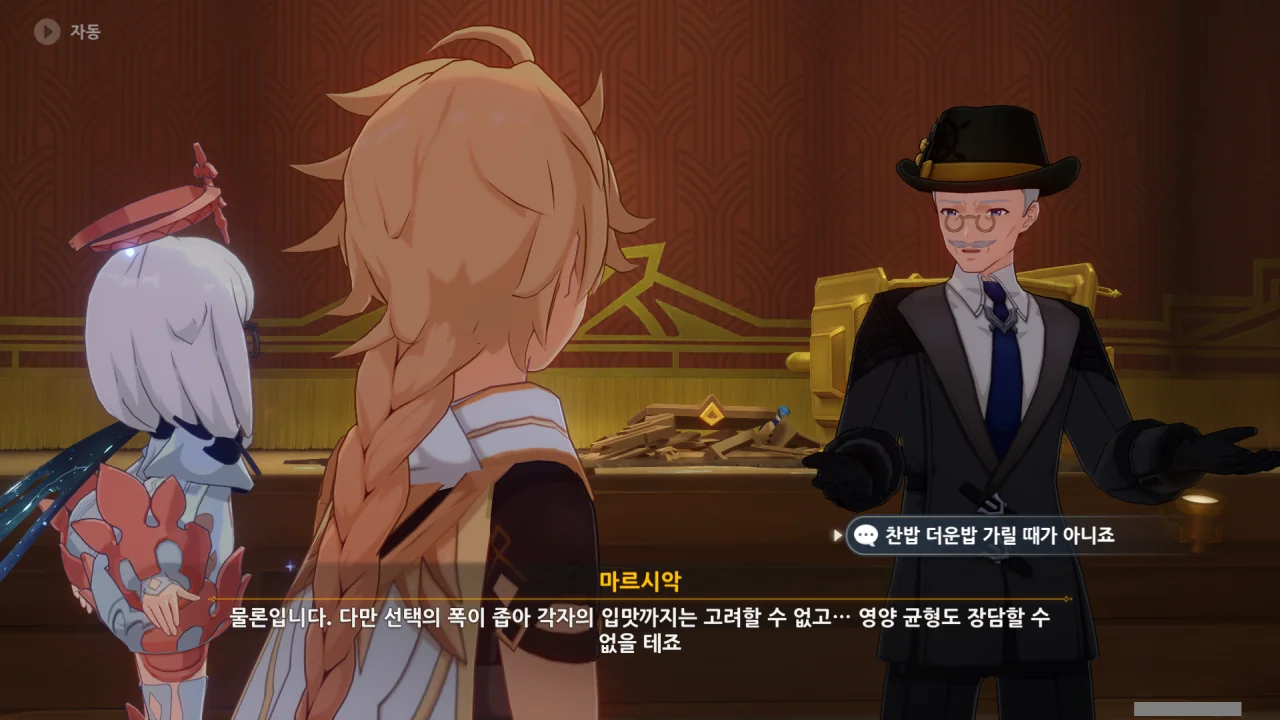 자동
찬밥 더운밥 가릴 때가 아니죠
마르시악
물론입니다. 다만 선택의 폭이 좁아 각자의 입맛까지는 고려할 수 없고… 영양 균형도 장담할 수
없을 테죠